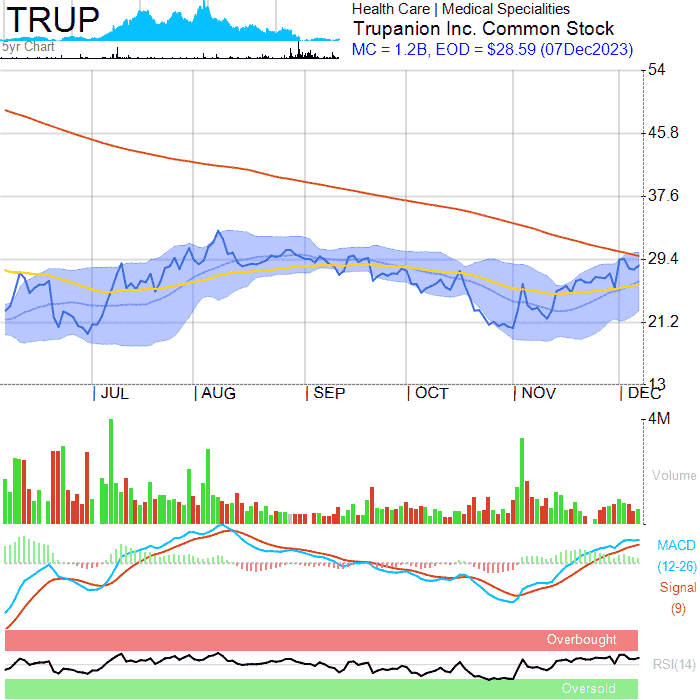 TRUP
5yr Chart
Health Care | Medical Specialities
Trupanion Inc. Common Stock
MC = 1.2B, EOD = $28.59 (07Dec2023)
54
45.8
37.6
29.4
21.2
13
JUL AUG SEP OCT NOV DEC
4M
Volume
MACD
(12-26)
Signal
(9)
Overbought
RSI(14)
Oversold